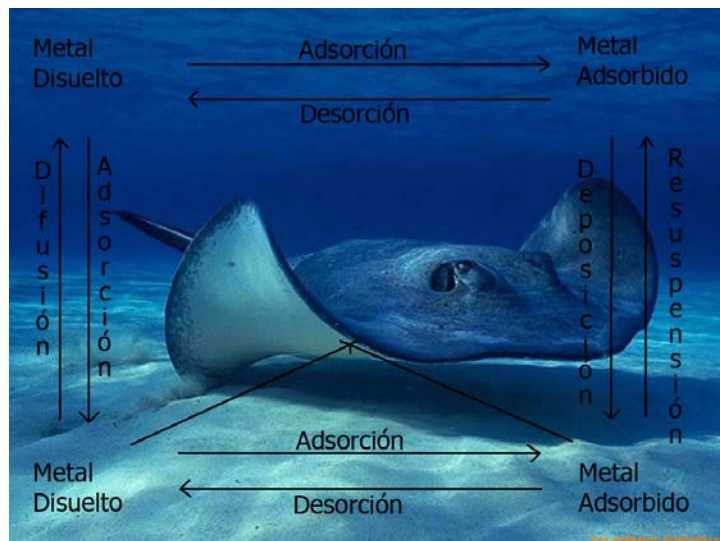 Metal
Disuelto
Adsorción
Metal
Adsorbido
Desorción
Difusión
Adsorción
Deposición
Resuspensión
Adsorción
Metal
Disuelto
Metal
Adsorbido
Desorción